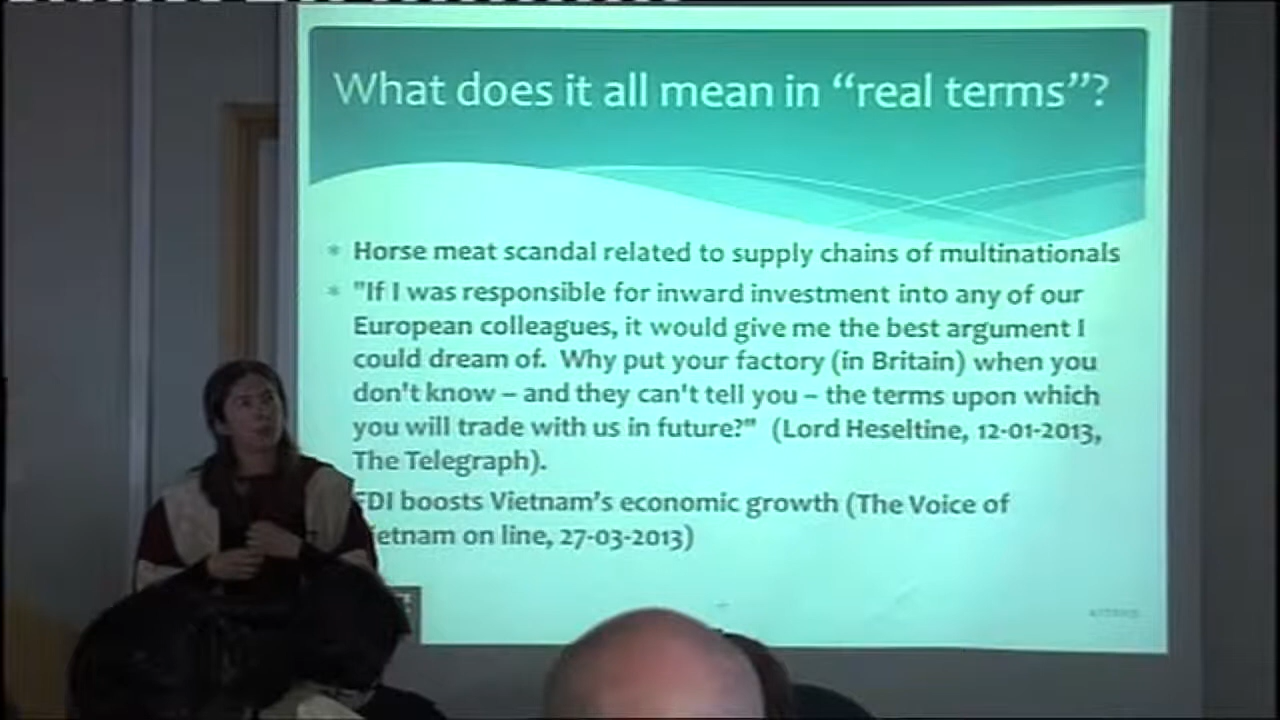 What does it all mean in “real terms”?
* Horse meat scandal related to supply chains of multinationals
* "If I was responsible for inward investment into any of our
European colleagues, it would give me the best argument I
could dream of. Why put your factory (in Britain) when you
don't know – and they can't tell you – the terms upon which
you will trade with us in future?" (Lord Heseltine, 12-01-2013,
The Telegraph).
FDI boosts Vietnam’s economic growth (The Voice of
ietnam on line, 27-03-2013)